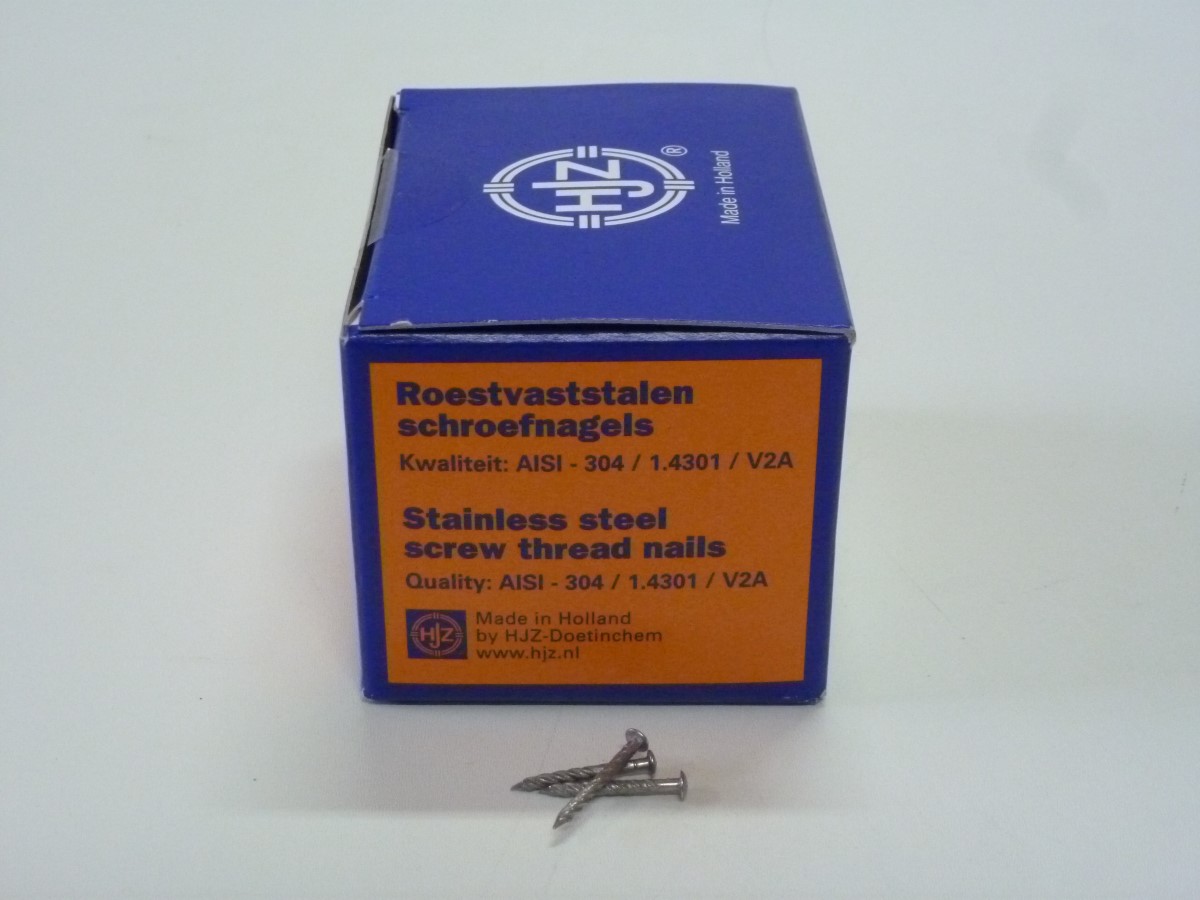 HJZ
®
Made in Holland
Roestvaststalen
schroefnagels
Kwaliteit: AISI - 304 / 1.4301 / V2A
Stainless steel
screw thread nails
Quality: AISI - 304 / 1.4301 / V2A
HJZ
Made in Holland
by HJZ-Doetinchem
www.hjz.nl